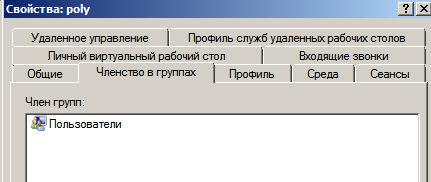 Свойства: poly
Удаленное управление Профиль служб удаленных рабочих столов
Личный виртуальный рабочий стол Входящие звонки
Общие Членство в группах Профиль Среда Сеансы
Член групп:
Пользователи